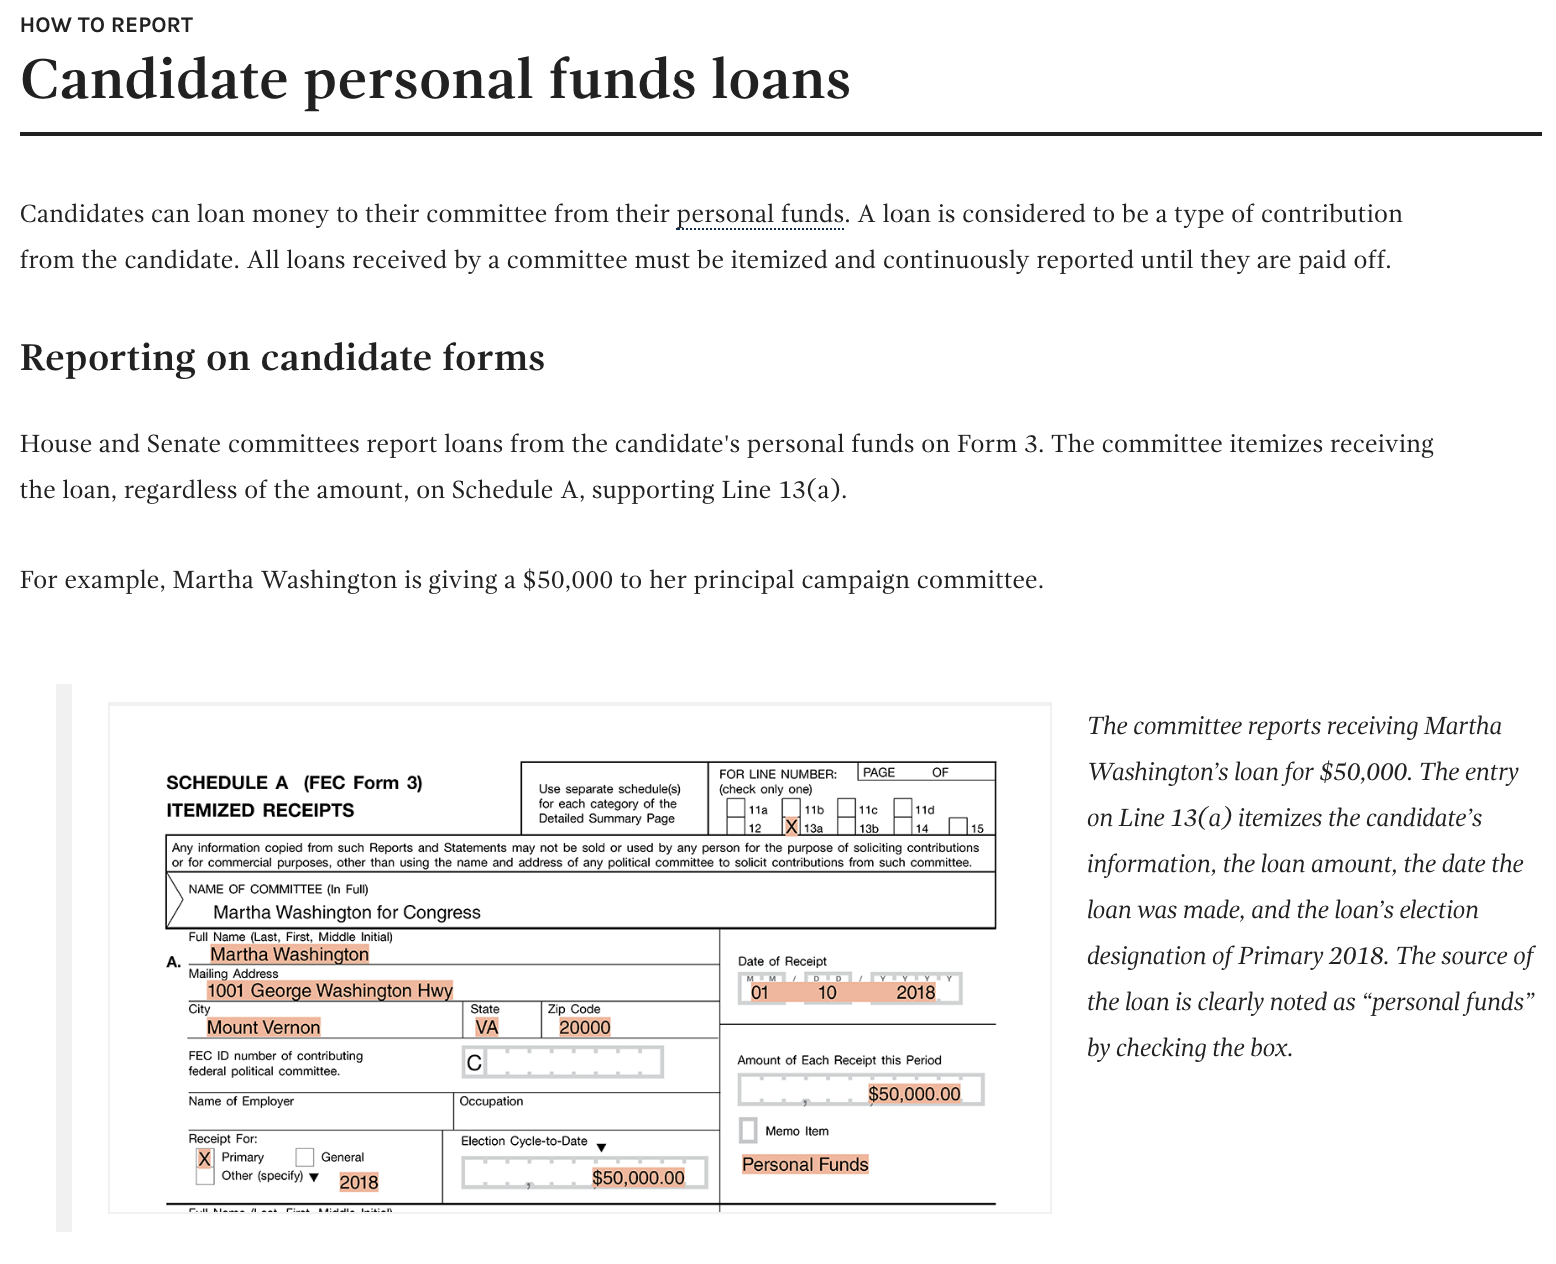 HOW TO REPORT
Candidate personal funds loans
Candidates can loan money to their committee from their personal funds. A loan is considered to be a type of contribution
from the candidate. All loans received by a committee must be itemized and continuously reported until they are paid off.
Reporting on candidate forms
House and Senate committees report loans from the candidate's personal funds on Form 3. The committee itemizes receiving
the loan, regardless of the amount, on Schedule A, supporting Line 13(a).
For example, Martha Washington is giving a $50,000 to her principal campaign committee.
SCHEDULE A (FEC Form 3)
ITEMIZED RECEIPTS
Use separate schedule(s)
for each category of the
Detailed Summary Page
FOR LINE NUMBER:
(check only one)
PAGE OF
11a 11b 11c 11d
12 X 13a 13b 14 15
Any information copied from such Reports and Statements may not be sold or used by any person for the purpose of soliciting contributions
or for commercial purposes, other than using the name and address of any political committee to solicit contributions from such committee.
NAME OF COMMITTEE (In Full)
Martha Washington for Congress
Full Name (Last, First, Middle Initial)
A. Martha Washington
Mailing Address
1001 George Washington Hwy
City State Zip Code
Mount Vernon VA 20000
FEC ID number of contributing
federal political committee.
C
Name of Employer Occupation
Receipt For:
X Primary General
Other (specify) ▼ 2018
Election Cycle-to-Date ▼
$50,000.00
Date of Receipt
M M / D D / Y Y Y Y
01 10 2018
Amount of Each Receipt this Period
$50,000.00
Memo Item
Personal Funds
Full Name (Last, First, Middle Initial)
The committee reports receiving Martha
Washington’s loan for $50,000. The entry
on Line 13(a) itemizes the candidate’s
information, the loan amount, the date the
loan was made, and the loan’s election
designation of Primary 2018. The source of
the loan is clearly noted as “personal funds”
by checking the box.